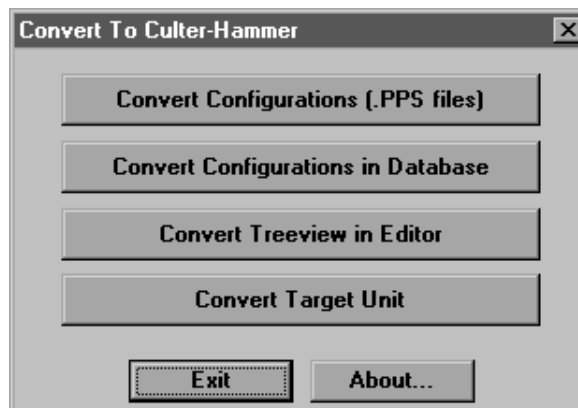 Convert To Culter-Hammer
Convert Configurations (.PPS files)
Convert Configurations in Database
Convert Treeview in Editor
Convert Target Unit
Exit About...